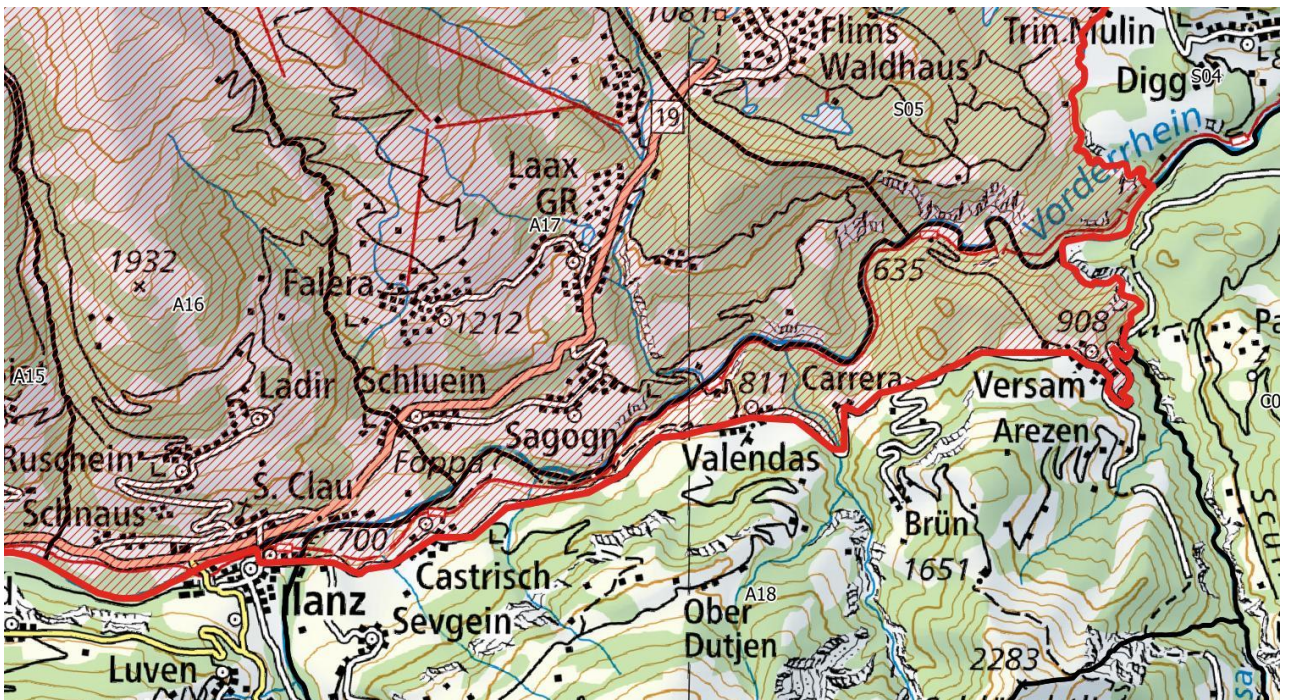 1081
Flims
Waldhaus
Trin Mulin
Digg
S04
S05
19
Vorderrhein
Laax
GR
A17
1932
A16
Falera
1212
635
908
A15
Ladir
Schluein
811
Carrera
Versam
Arezen
Sagogn
Foppa
Ruschein
S. Clau
Schnaus
700
Valendas
Brün
1651
Castrisch
Ilanz
Sevgein
A18
Ober
Dutjen
Luven
2283